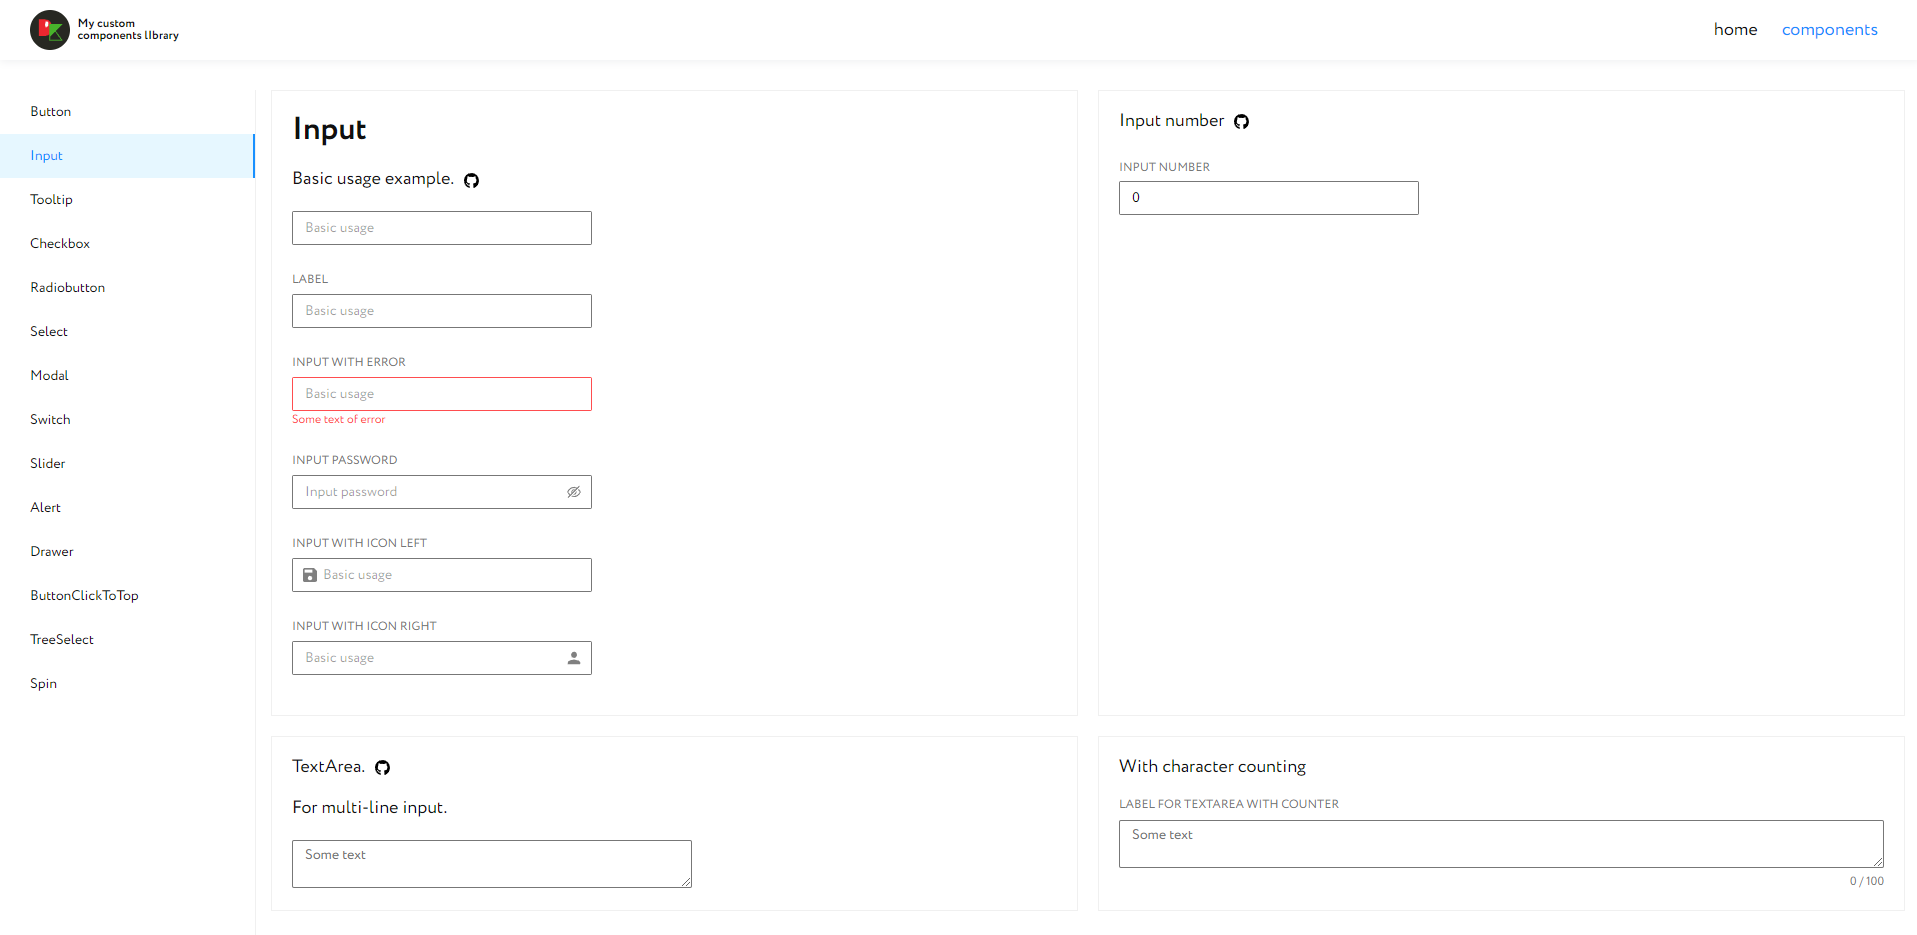 My custom
components lIbrary
home
components
Button
Input
Tooltip
Checkbox
Radiobutton
Select
Modal
Switch
Slider
Alert
Drawer
ButtonClickToTop
TreeSelect
Spin
Input
Basic usage example.
Basic usage
LABEL
Basic usage
INPUT WITH ERROR
Basic usage
Some text of error
INPUT PASSWORD
Input password
INPUT WITH ICON LEFT
Basic usage
INPUT WITH ICON RIGHT
Basic usage
Input number
INPUT NUMBER
0
TextArea.
For multi-line input.
Some text
With character counting
LABEL FOR TEXTAREA WITH COUNTER
Some text
0 / 100